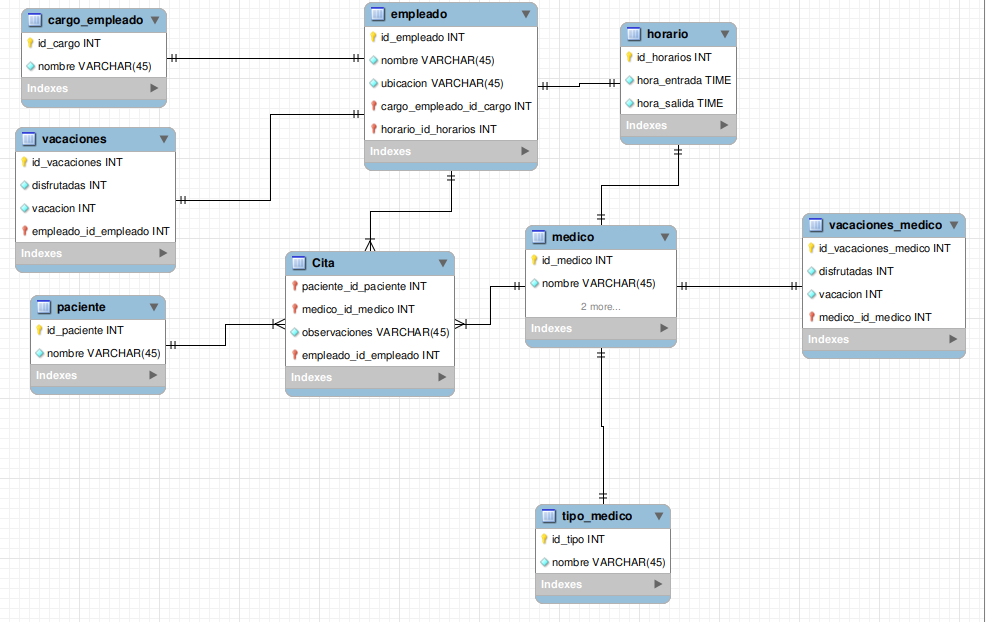 cargo_empleado
id_cargo INT
nombre VARCHAR(45)
Indexes
empleado
id_empleado INT
nombre VARCHAR(45)
ubicacion VARCHAR(45)
cargo_empleado_id_cargo INT
horario_id_horarios INT
Indexes
horario
id_horarios INT
hora_entrada TIME
hora_salida TIME
Indexes
vacaciones
id_vacaciones INT
disfrutadas INT
vacacion INT
empleado_id_empleado INT
Indexes
medico
id_medico INT
nombre VARCHAR(45)
2 more...
Indexes
vacaciones_medico
id_vacaciones_medico INT
disfrutadas INT
vacacion INT
medico_id_medico INT
Indexes
Cita
paciente_id_paciente INT
medico_id_medico INT
observaciones VARCHAR(45)
empleado_id_empleado INT
Indexes
paciente
id_paciente INT
nombre VARCHAR(45)
Indexes
tipo_medico
id_tipo INT
nombre VARCHAR(45)
Indexes